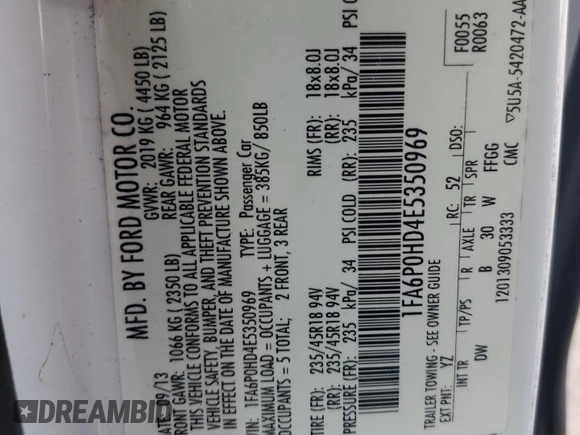 MFD. BY FORD MOTOR CO.
09/13 GVWR: 2019 KG ( 4450 LB)
GAWR: 1066 KG ( 2350 LB) REAR GAWR: 964 KG ( 2125 LB)
THIS VEHICLE CONFORMS TO ALL APPLICABLE FEDERAL MOTOR
VEHICLE SAFETY, BUMPER, AND THEFT PREVENTION STANDARDS
IN EFFECT ON THE DATE OF MANUFACTURE SHOWN ABOVE.
VIN: 1FA6P0HD4E5350969 TYPE: Passenger Car
MAXIMUM LOAD = OCCUPANTS + LUGGAGE = 385KG/ 850LB
OCCUPANTS = 5 TOTAL; 2 FRONT, 3 REAR
TIRE (FR): 235/45R18 94V RIMS (FR): 18x8.0J
(RR): 235/45R18 94V (RR): 18x8.0J
PRESSURE (FR): 235 kPa/ 34 PSI COLD (RR): 235 kPa/ 34 PSI
1FA6P0HD4E5350969
F0055
R0063
TRAILER TOWING - SEE OWNER GUIDE
EXT PNT: YZ RC: 52 DSO:
INT TR TP/PS R AXLE TR SPR
DW B 30 W FFGG
1201309053333 CMC ▽5U5A-5420472-AA
DREAMBID